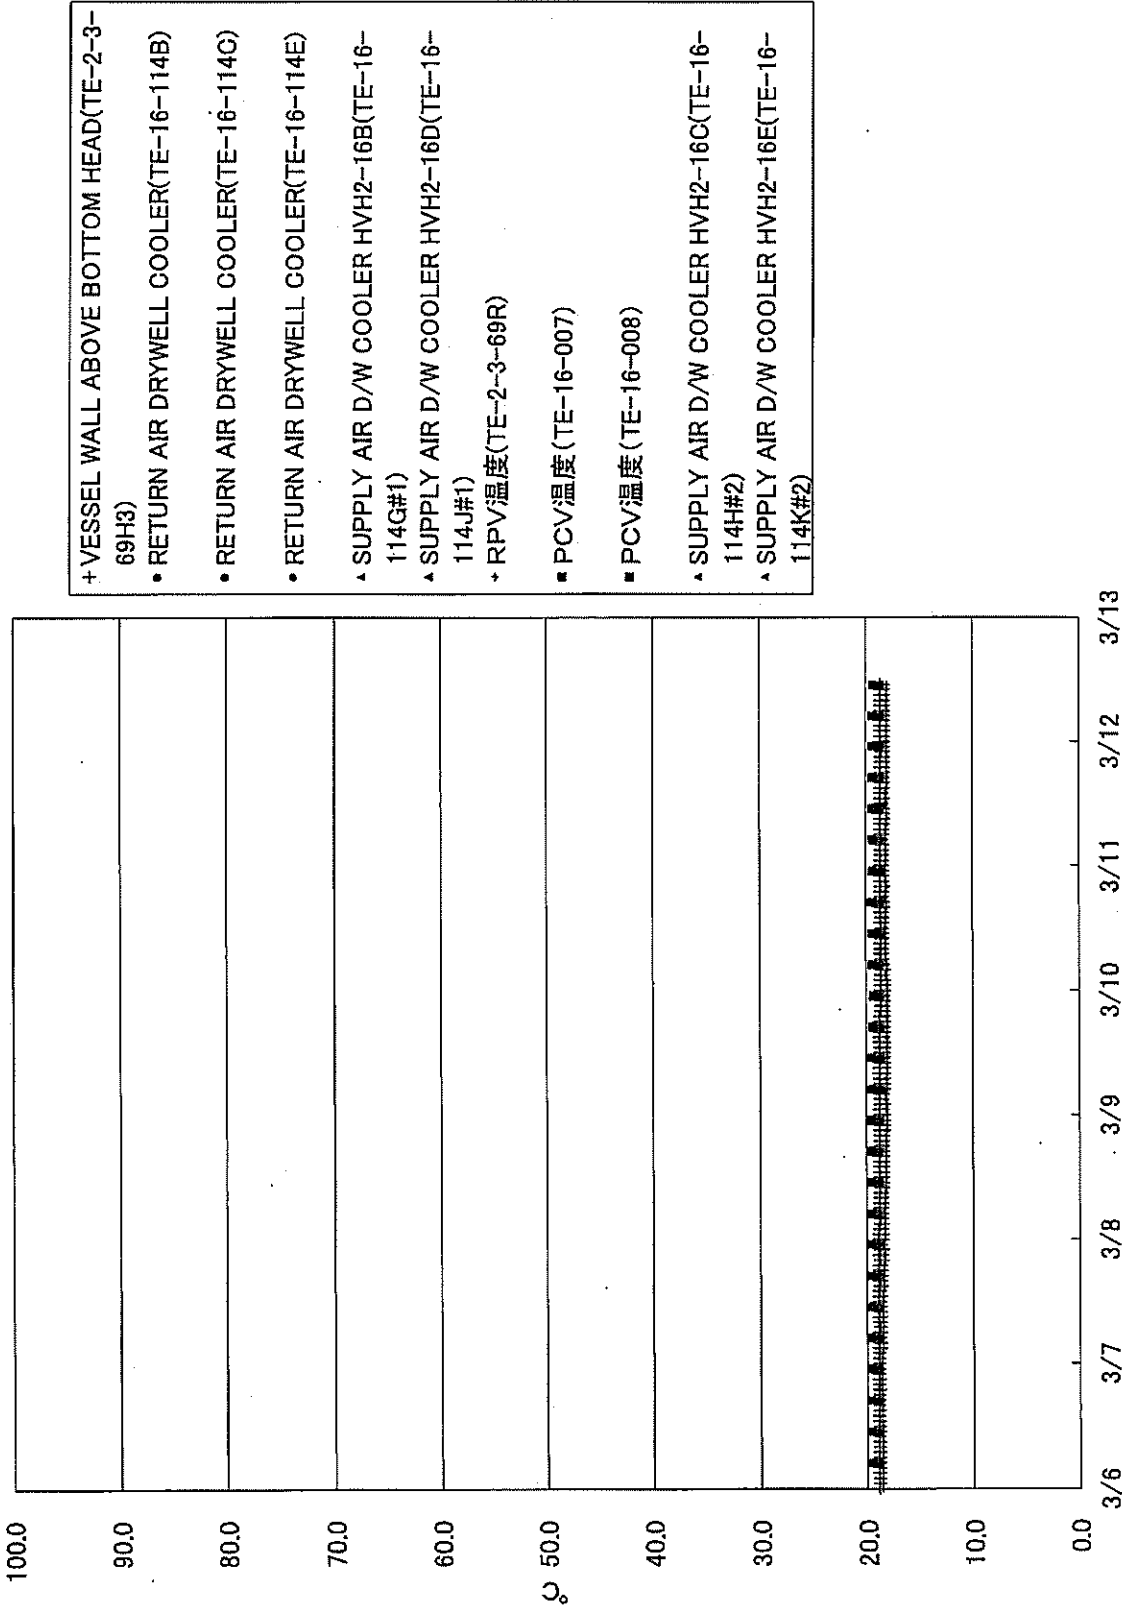 100.0
90.0
80.0
70.0
60.0
50.0
40.0
30.0
20.0
10.0
0.0
℃
3/6
3/7
3/8
3/9
3/10
3/11
3/12
3/13
+ VESSEL WALL ABOVE BOTTOM HEAD(TE-2-3-
69H3)
• RETURN AIR DRYWELL COOLER(TE-16-114B)
• RETURN AIR DRYWELL COOLER(TE-16-114C)
• RETURN AIR DRYWELL COOLER(TE-16-114E)
▲ SUPPLY AIR D/W COOLER HVH2-16B(TE-16-
114G#1)
▲ SUPPLY AIR D/W COOLER HVH2-16D(TE-16-
114J#1)
+ RPV温度(TE-2-3-69R)
■ PCV温度(TE-16-007)
■ PCV温度(TE-16-008)
▲ SUPPLY AIR D/W COOLER HVH2-16C(TE-16-
114H#2)
▲ SUPPLY AIR D/W COOLER HVH2-16E(TE-16-
114K#2)